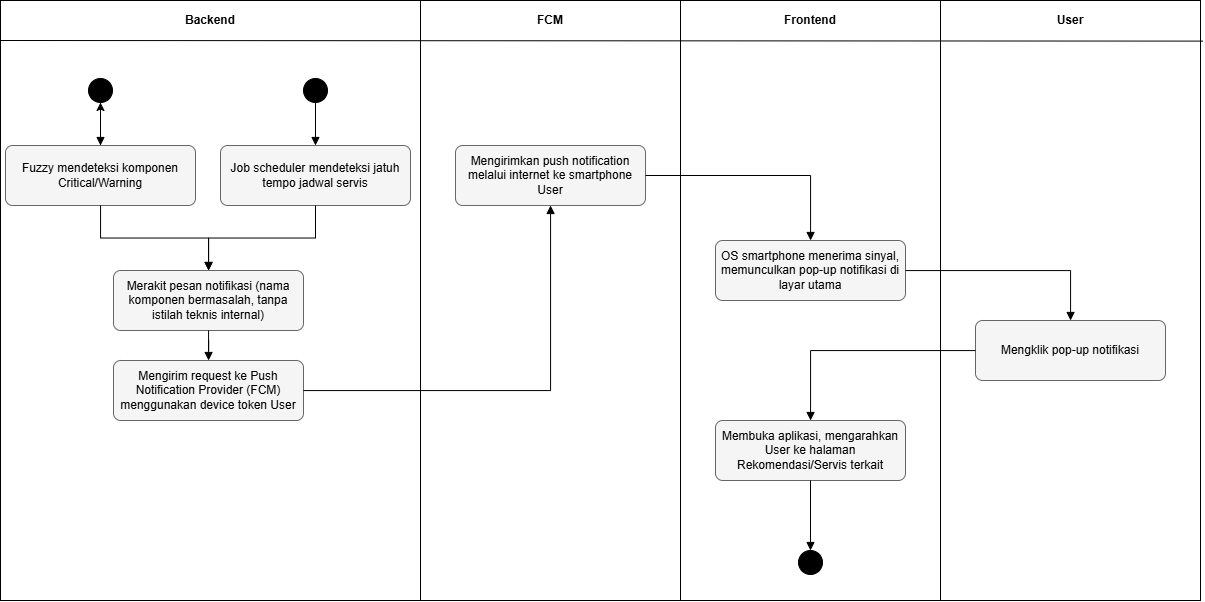 Backend
FCM
Frontend
User
Fuzzy mendeteksi komponen
Critical/Warning
Job scheduler mendeteksi jatuh
tempo jadwal servis
Mengirimkan push notification
melalui internet ke smartphone
User
OS smartphone menerima sinyal,
memunculkan pop-up notifikasi di
layar utama
Merakit pesan notifikasi (nama
komponen bermasalah, tanpa
istilah teknis internal)
Mengklik pop-up notifikasi
Mengirim request ke Push
Notification Provider (FCM)
menggunakan device token User
Membuka aplikasi, mengarahkan
User ke halaman
Rekomendasi/Servis terkait